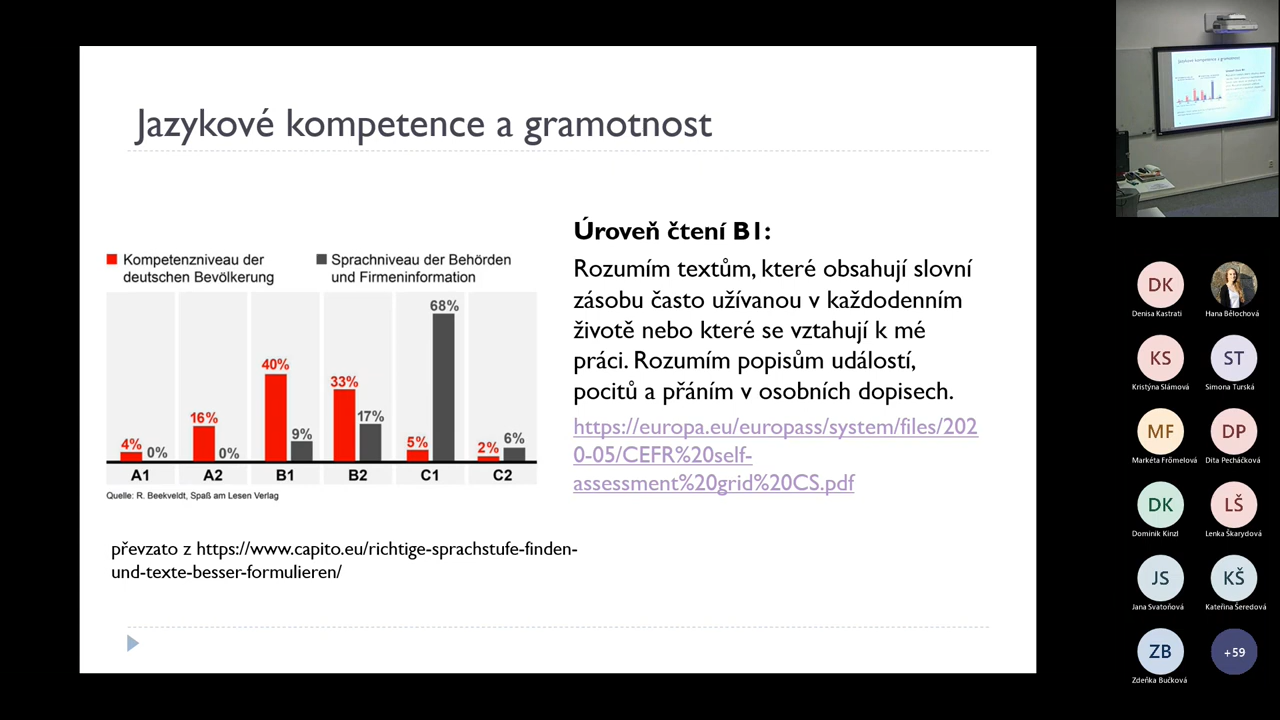 Jazykové kompetence a gramotnost
Kompetenzniveau der
deutschen Bevölkerung
Sprachniveau der Behörden
und Firmeninformation
4%
0%
16%
0%
40%
9%
33%
17%
5%
68%
2%
6%
A1
A2
B1
B2
C1
C2
Quelle: R. Beekveldt, Spaß am Lesen Verlag
převzato z https://www.capito.eu/richtige-sprachstufe-finden-
und-texte-besser-formulieren/
Úroveň čtení B1:
Rozumím textům, které obsahují slovní
zásobu často užívanou v každodenním
životě nebo které se vztahují k mé
práci. Rozumím popisům událostí,
pocitů a přáním v osobních dopisech.
https://europa.eu/europass/system/files/202
0-05/CEFR%20self-
assessment%20grid%20CS.pdf
Jazykové kompetence a gramotnost
DK
Denisa Kastrati
Hana Bělochová
KS
Kristýna Slámová
ST
Simona Turská
MF
Markéta Frömelová
DP
Dita Pecháčková
DK
Dominik Kinzl
LŠ
Lenka Škarydová
JS
Jana Svatoňová
KŠ
Kateřina Šeredová
ZB
Zdeňka Bučková
+59